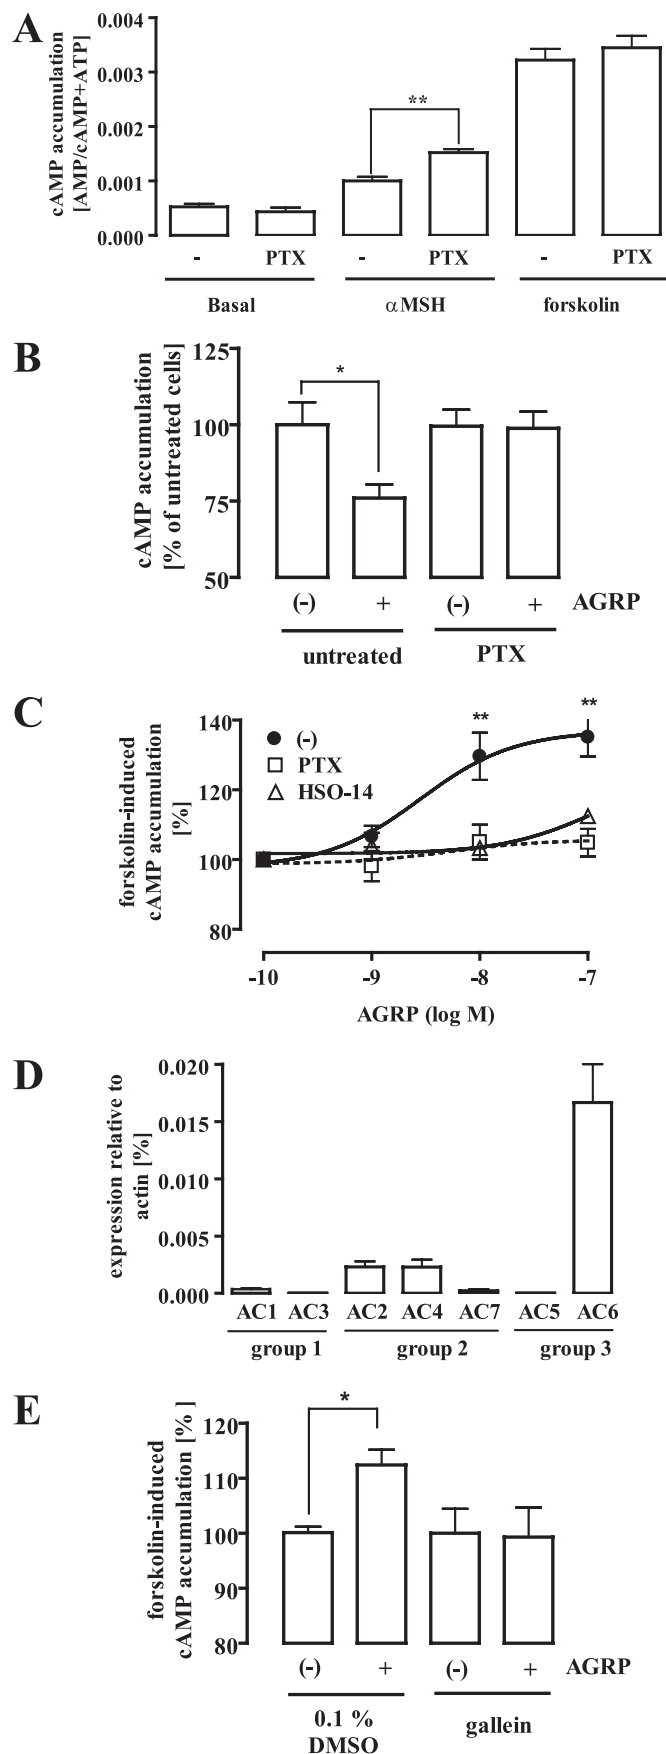 A
cAMP accumulation
[AMP/cAMP+ATP]
0.004
0.003
0.002
0.001
0.000
**
-
PTX
-
PTX
-
PTX
Basal
αMSH
forskolin
B
cAMP accumulation
[% of untreated cells]
125
100
75
50
*
(-)
+
(-)
+
AGRP
untreated
PTX
C
forskolin-induced
cAMP accumulation
[%]
140
120
100
80
(-)
PTX
HSO-14
**
**
-10
-9
-8
-7
AGRP (log M)
D
expression relative to
actin [%]
0.020
0.015
0.010
0.005
0.000
AC1
AC3
AC2
AC4
AC7
AC5
AC6
group 1
group 2
group 3
E
forskolin-induced
cAMP accumulation [%]
120
110
100
90
80
*
(-)
+
(-)
+
AGRP
0.1 %
DMSO
gallein